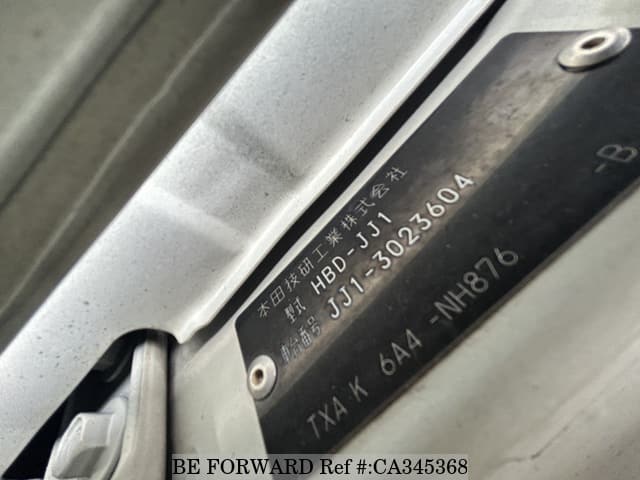 本田技研工業株式会社
型式 HBD-JJ1
車台番号 JJ1-3023604
TXA K 6A4 -NH876 -B
BE FORWARD Ref #:CA345368